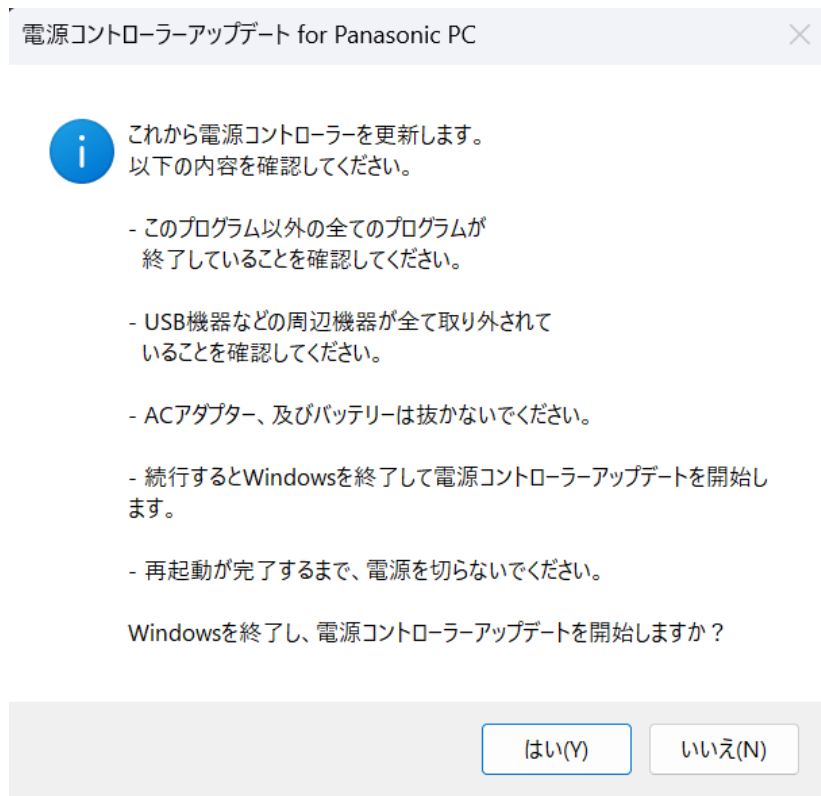 電源コントローラーアップデート for Panasonic PC
これから電源コントローラーを更新します。
以下の内容を確認してください。
- このプログラム以外の全てのプログラムが
終了していることを確認してください。
- USB機器などの周辺機器が全て取り外されて
いることを確認してください。
- ACアダプター、及びバッテリーは抜かないでください。
- 続行するとWindowsを終了して電源コントローラーアップデートを開始し
ます。
- 再起動が完了するまで、電源を切らないでください。
Windowsを終了し、電源コントローラーアップデートを開始しますか？
はい(Y)
いいえ(N)